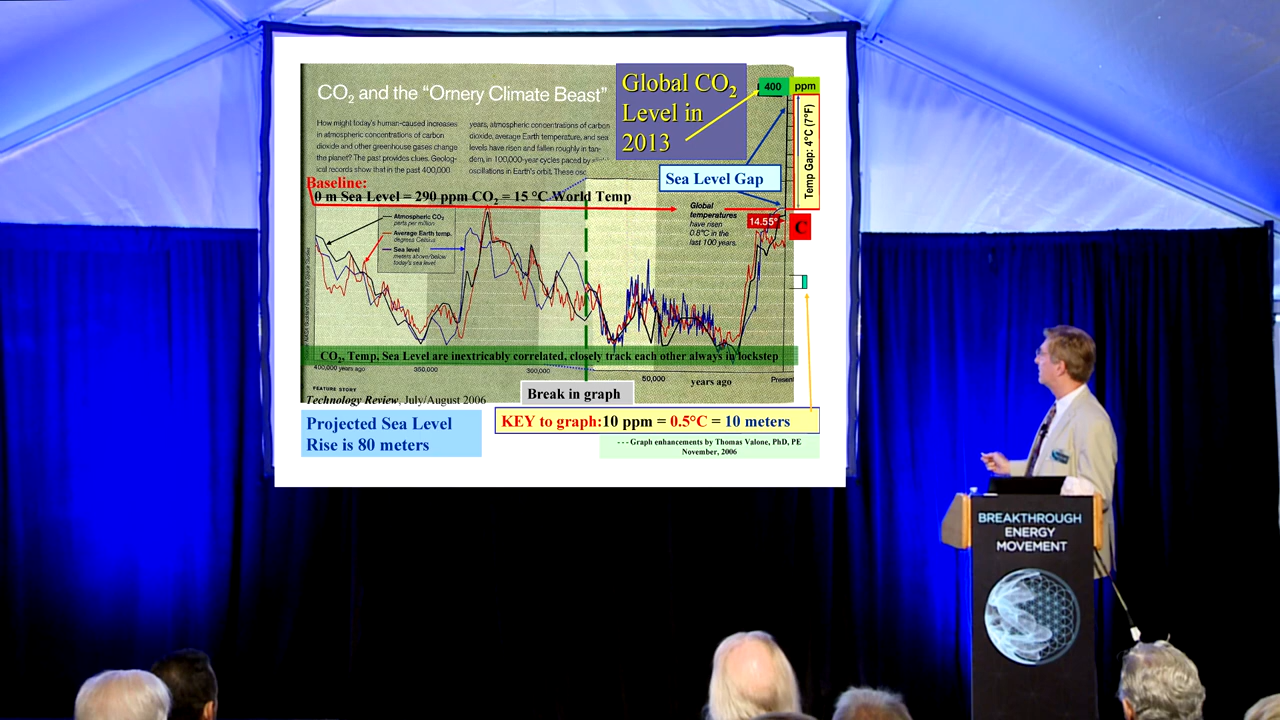 CO₂ and the “Ornery Climate Beast”
How might today's human-caused increases
in atmospheric concentrations of carbon
dioxide and other greenhouse gases change
the planet? The past provides clues. Geolog-
ical records show that in the past 400,000
years, atmospheric concentrations of carbon
dioxide, average Earth temperature, and sea
levels have risen and fallen roughly in tan-
dem, in 100,000-year cycles paced by
oscillations in Earth's orbit. These
Global CO₂
Level in
2013
400 ppm
Temp Gap: 4°C (7°F)
Sea Level Gap
Baseline:
0 m Sea Level = 290 ppm CO₂ = 15 °C World Temp
Atmospheric CO₂
parts per million
Average Earth temp.
degrees Celsius
Sea level
meters above/below
today's sea level
Global
temperatures
have risen
0.8°C in the
last 100 years.
14.55°
C
CO₂, Temp, Sea Level are inextricably correlated, closely track each other always in lockstep
400,000 years ago
350,000
300,000
50,000
years ago
Present
FEATURE STORY
Technology Review, July/August 2006
Break in graph
Projected Sea Level
Rise is 80 meters
KEY to graph:10 ppm = 0.5°C = 10 meters
- - - Graph enhancements by Thomas Valone, PhD, PE
November, 2006
BREAKTHROUGH
ENERGY
MOVEMENT